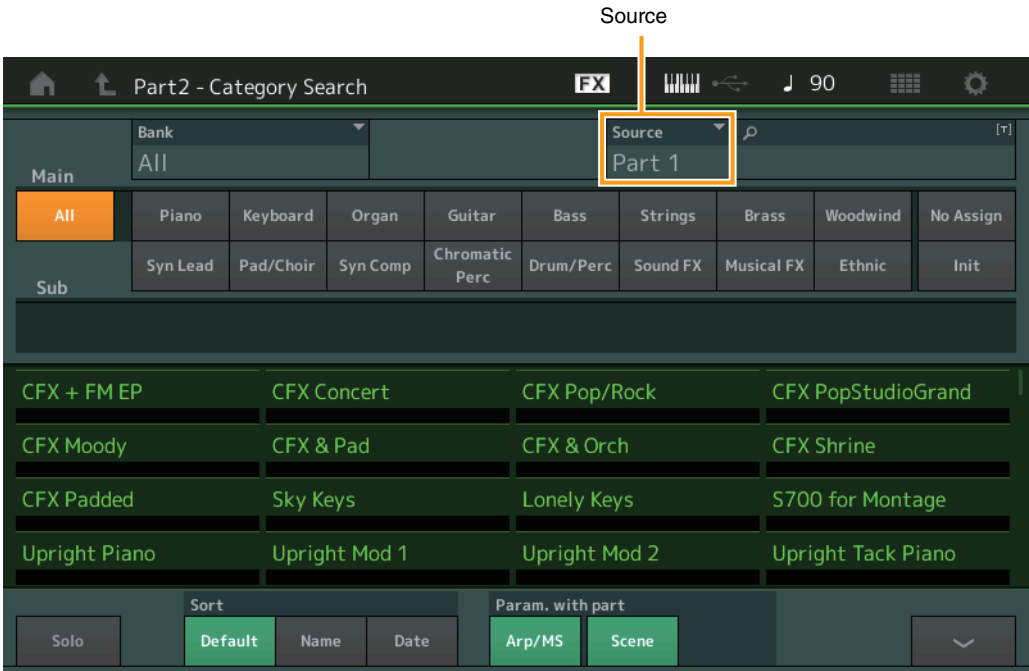 Source
Part2 - Category Search FX 90
Bank Source [T]
All Part 1
Main
All Piano Keyboard Organ Guitar Bass Strings Brass Woodwind No Assign
Syn Lead Pad/Choir Syn Comp Chromatic Perc Drum/Perc Sound FX Musical FX Ethnic Init
Sub
CFX + FM EP CFX Concert CFX Pop/Rock CFX PopStudioGrand
CFX Moody CFX & Pad CFX & Orch CFX Shrine
CFX Padded Sky Keys Lonely Keys S700 for Montage
Upright Piano Upright Mod 1 Upright Mod 2 Upright Tack Piano
Sort Param. with part
Solo Default Name Date Arp/MS Scene